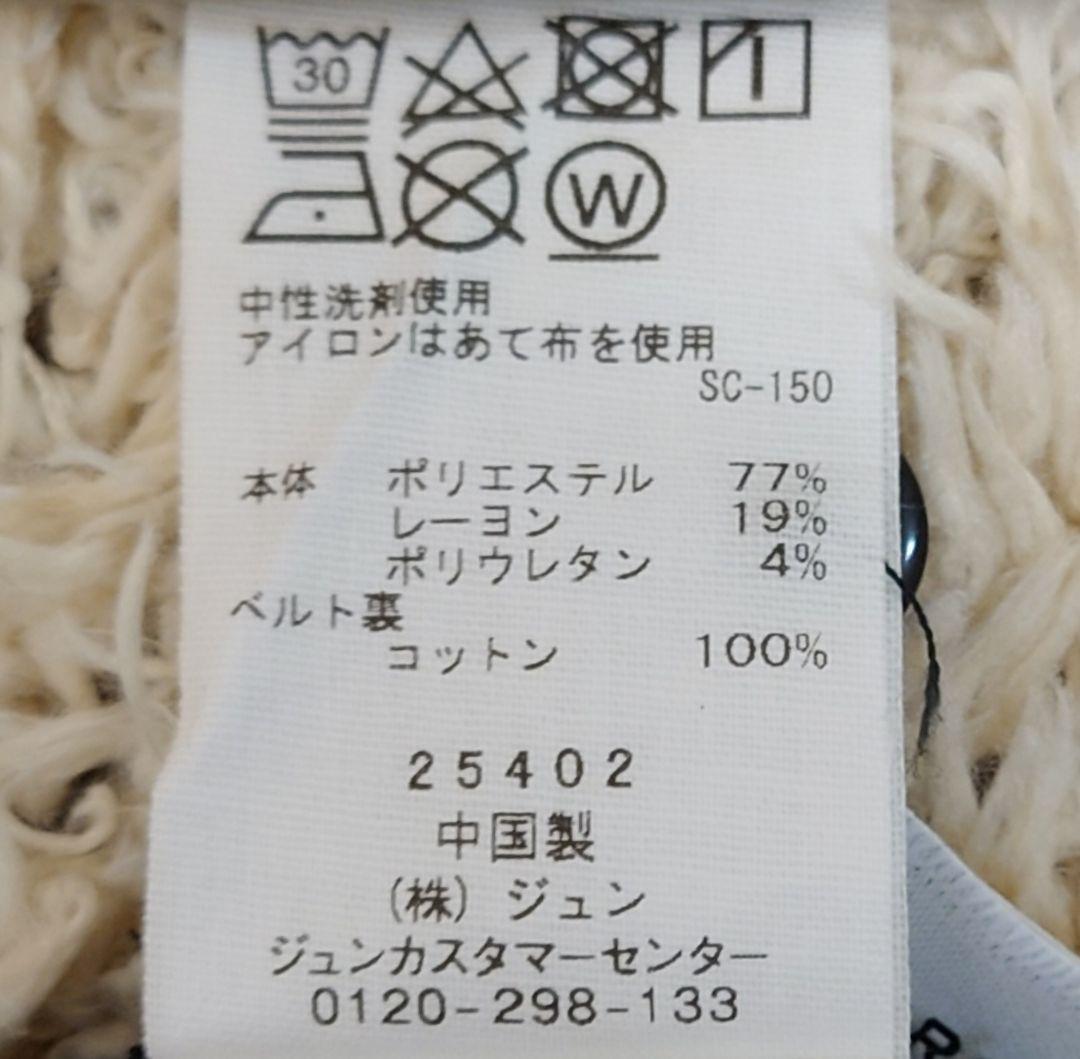 30
W
中性洗剤使用
アイロンはあて布を使用
SC-150
本体 ポリエステル 77%
レーヨン 19%
ポリウレタン 4%
ベルト裏
コットン 100%
25402
中国製
(株)ジュン
ジュンカスタマーセンター
0120-298-133
R